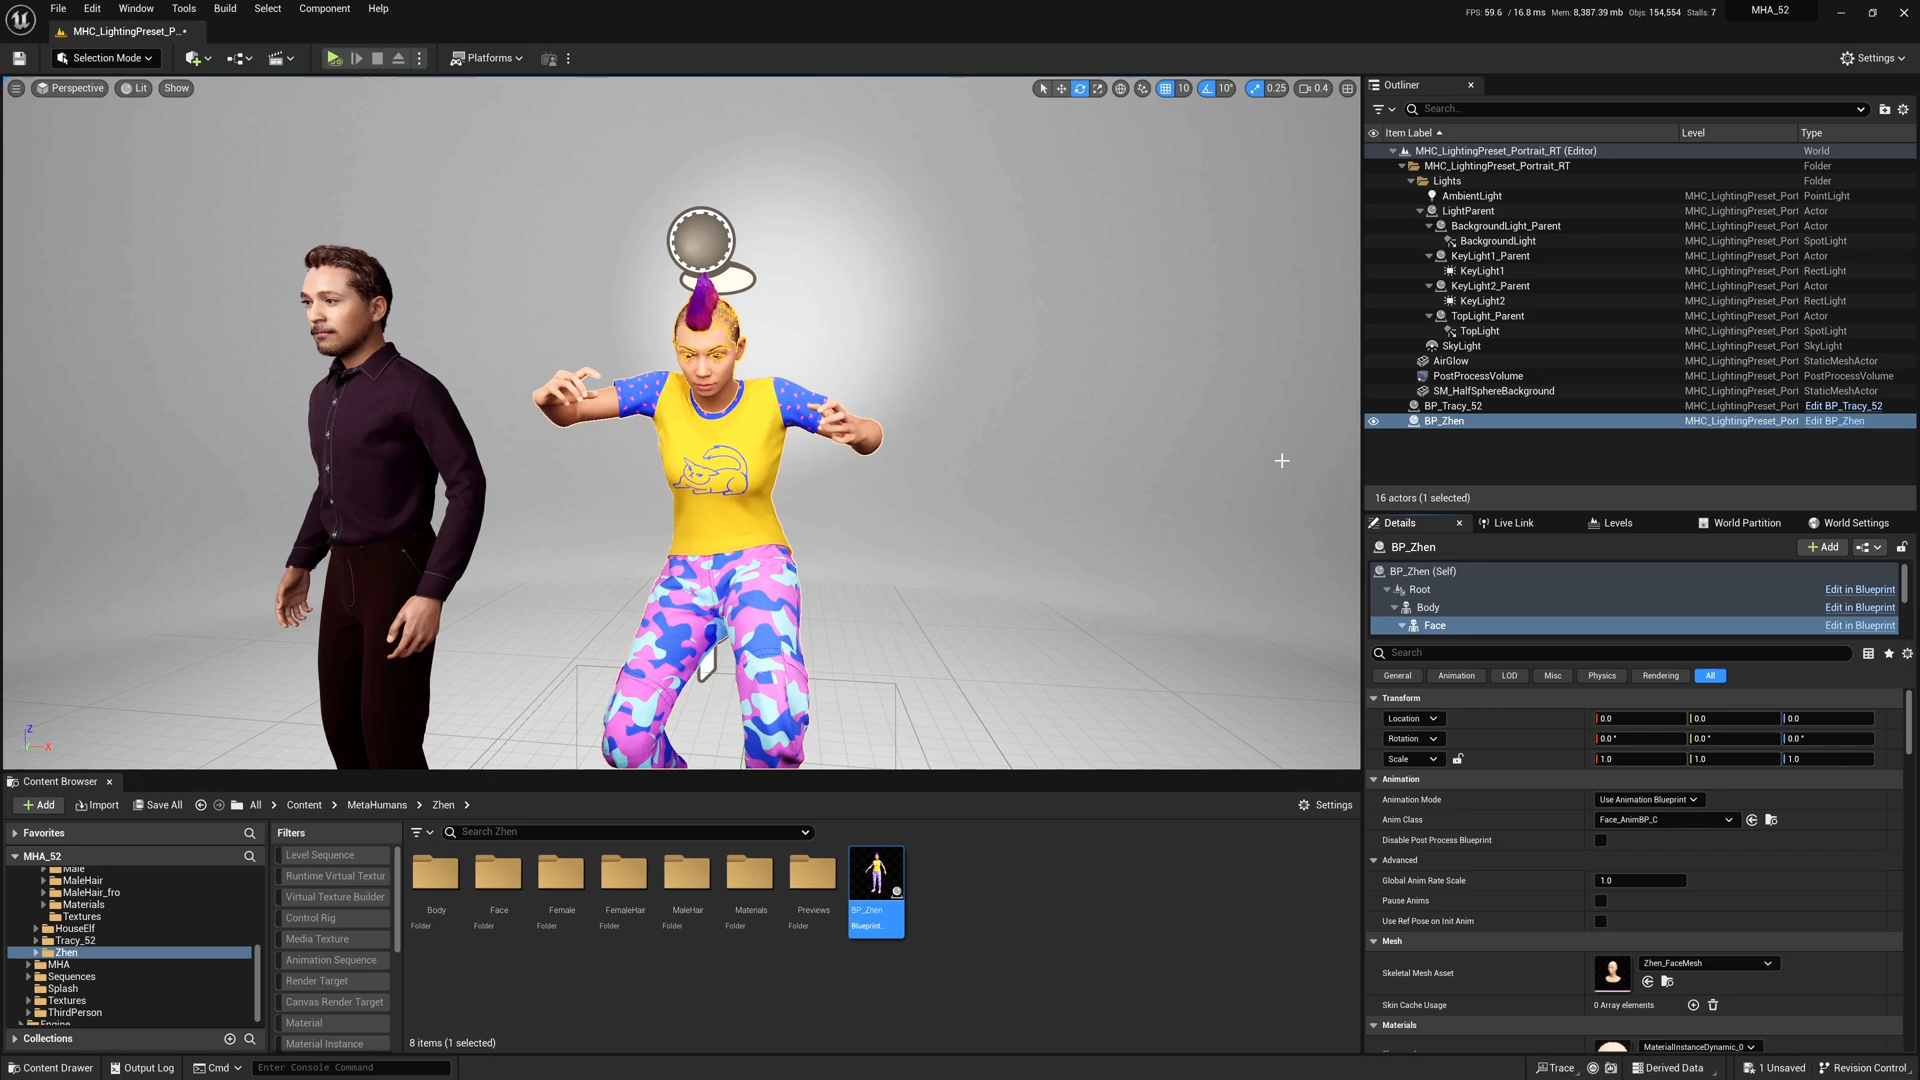 File Edit Window Tools Build Select Component Help
FPS: 59.6 / 16.8 ms Mem: 8,387.39 mb Objs: 154,554 Stalls: 7
MHA_52
MHC_LightingPreset_P...*
Selection Mode
Platforms
Settings
Perspective Lit Show
10 10° 0.25 0.4
Outliner
Search...
Item Label Level Type
MHC_LightingPreset_Portrait_RT (Editor) World
MHC_LightingPreset_Portrait_RT Folder
Lights Folder
AmbientLight MHC_LightingPreset_Port PointLight
LightParent MHC_LightingPreset_Port Actor
BackgroundLight_Parent MHC_LightingPreset_Port Actor
BackgroundLight MHC_LightingPreset_Port SpotLight
KeyLight1_Parent MHC_LightingPreset_Port Actor
KeyLight1 MHC_LightingPreset_Port RectLight
KeyLight2_Parent MHC_LightingPreset_Port Actor
KeyLight2 MHC_LightingPreset_Port RectLight
TopLight_Parent MHC_LightingPreset_Port Actor
TopLight MHC_LightingPreset_Port SpotLight
SkyLight MHC_LightingPreset_Port SkyLight
AirGlow MHC_LightingPreset_Port StaticMeshActor
PostProcessVolume MHC_LightingPreset_Port PostProcessVolume
SM_HalfSphereBackground MHC_LightingPreset_Port StaticMeshActor
BP_Tracy_52 MHC_LightingPreset_Port Edit BP_Tracy_52
BP_Zhen MHC_LightingPreset_Port Edit BP_Zhen
16 actors (1 selected)
Details Live Link Levels World Partition World Settings
BP_Zhen
Add
BP_Zhen (Self)
Root Edit in Blueprint
Body Edit in Blueprint
Face Edit in Blueprint
Search
General Animation LOD Misc Physics Rendering All
Transform
Location 0.0 0.0 0.0
Rotation 0.0 ° 0.0 ° 0.0 °
Scale 1.0 1.0 1.0
Animation
Animation Mode Use Animation Blueprint
Anim Class Face_AnimBP_C
Disable Post Process Blueprint
Advanced
Global Anim Rate Scale 1.0
Pause Anims
Use Ref Pose on Init Anim
Mesh
Skeletal Mesh Asset Zhen_FaceMesh
Skin Cache Usage 0 Array elements
Materials
MaterialInstanceDynamic_0
Z
X
Content Browser
Add Import Save All All Content MetaHumans Zhen Settings
Favorites
MHA_52
Male
MaleHair
MaleHair_fro
Materials
Textures
HouseElf
Tracy_52
Zhen
MHA
Sequences
Splash
Textures
ThirdPerson
Engine
Collections
Filters
Level Sequence
Runtime Virtual Textur
Virtual Texture Builder
Control Rig
Media Texture
Animation Sequence
Render Target
Canvas Render Target
Material
Material Instance
Search Zhen
Body Face Female FemaleHair MaleHair Materials Previews BP_Zhen
Folder Folder Folder Folder Folder Folder Folder Blueprint...
8 items (1 selected)
Content Drawer Output Log Cmd Enter Console Command
Trace Derived Data 1 Unsaved Revision Control